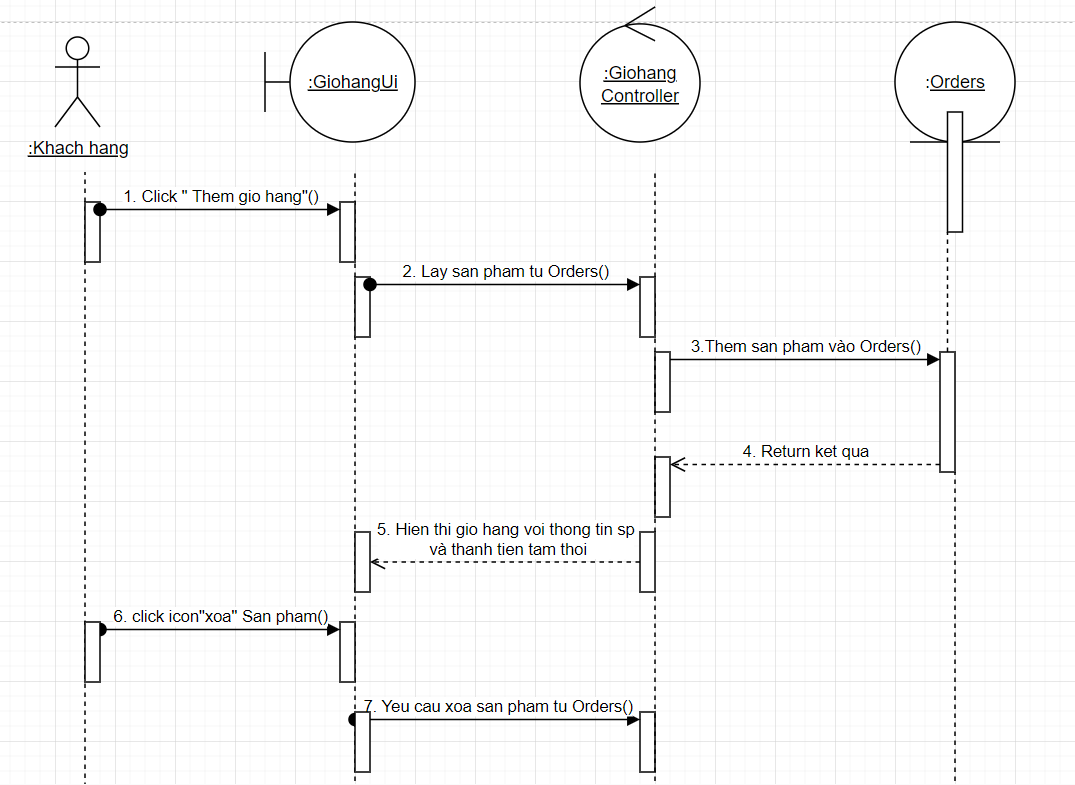 :Khach hang
:GiohangUi
:Giohang
Controller
:Orders
1. Click " Them gio hang"()
2. Lay san pham tu Orders()
3.Them san pham vào Orders()
4. Return ket qua
5. Hien thi gio hang voi thong tin sp
và thanh tien tam thoi
6. click icon"xoa" San pham()
7. Yeu cau xoa san pham tu Orders()